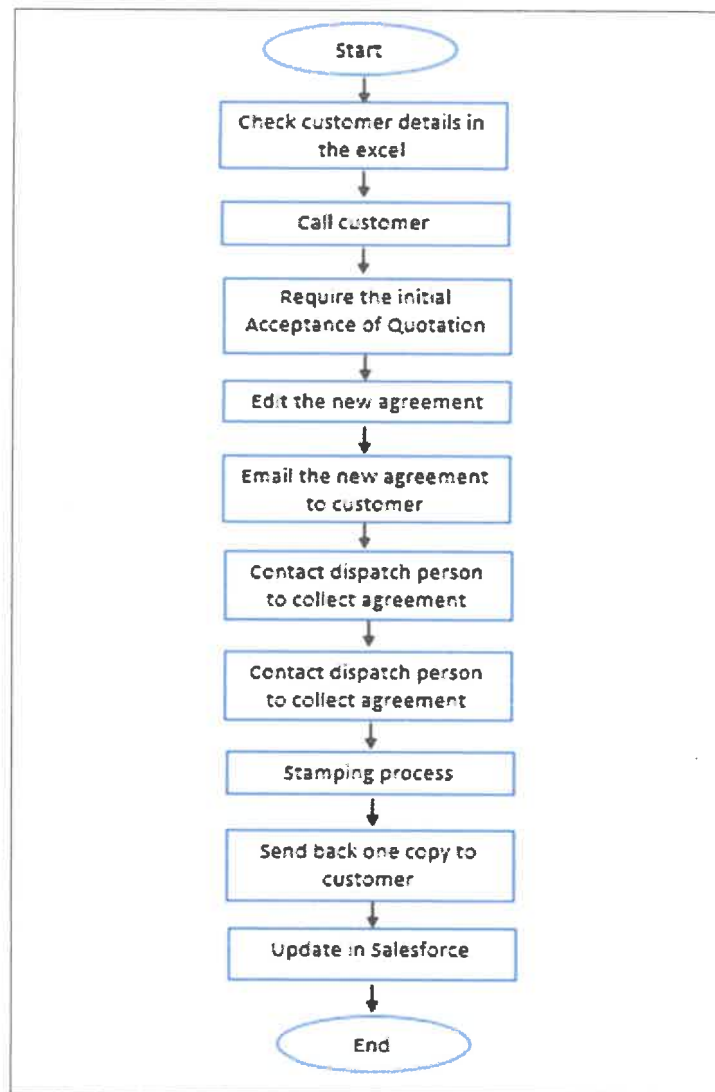 Start
Check customer details in
the excel
Call customer
Require the initial
Acceptance of Quotation
Edit the new agreement
Email the new agreement
to customer
Contact dispatch person
to collect agreement
Contact dispatch person
to collect agreement
Stamping process
Send back one copy to
customer
Update in Salesforce
End